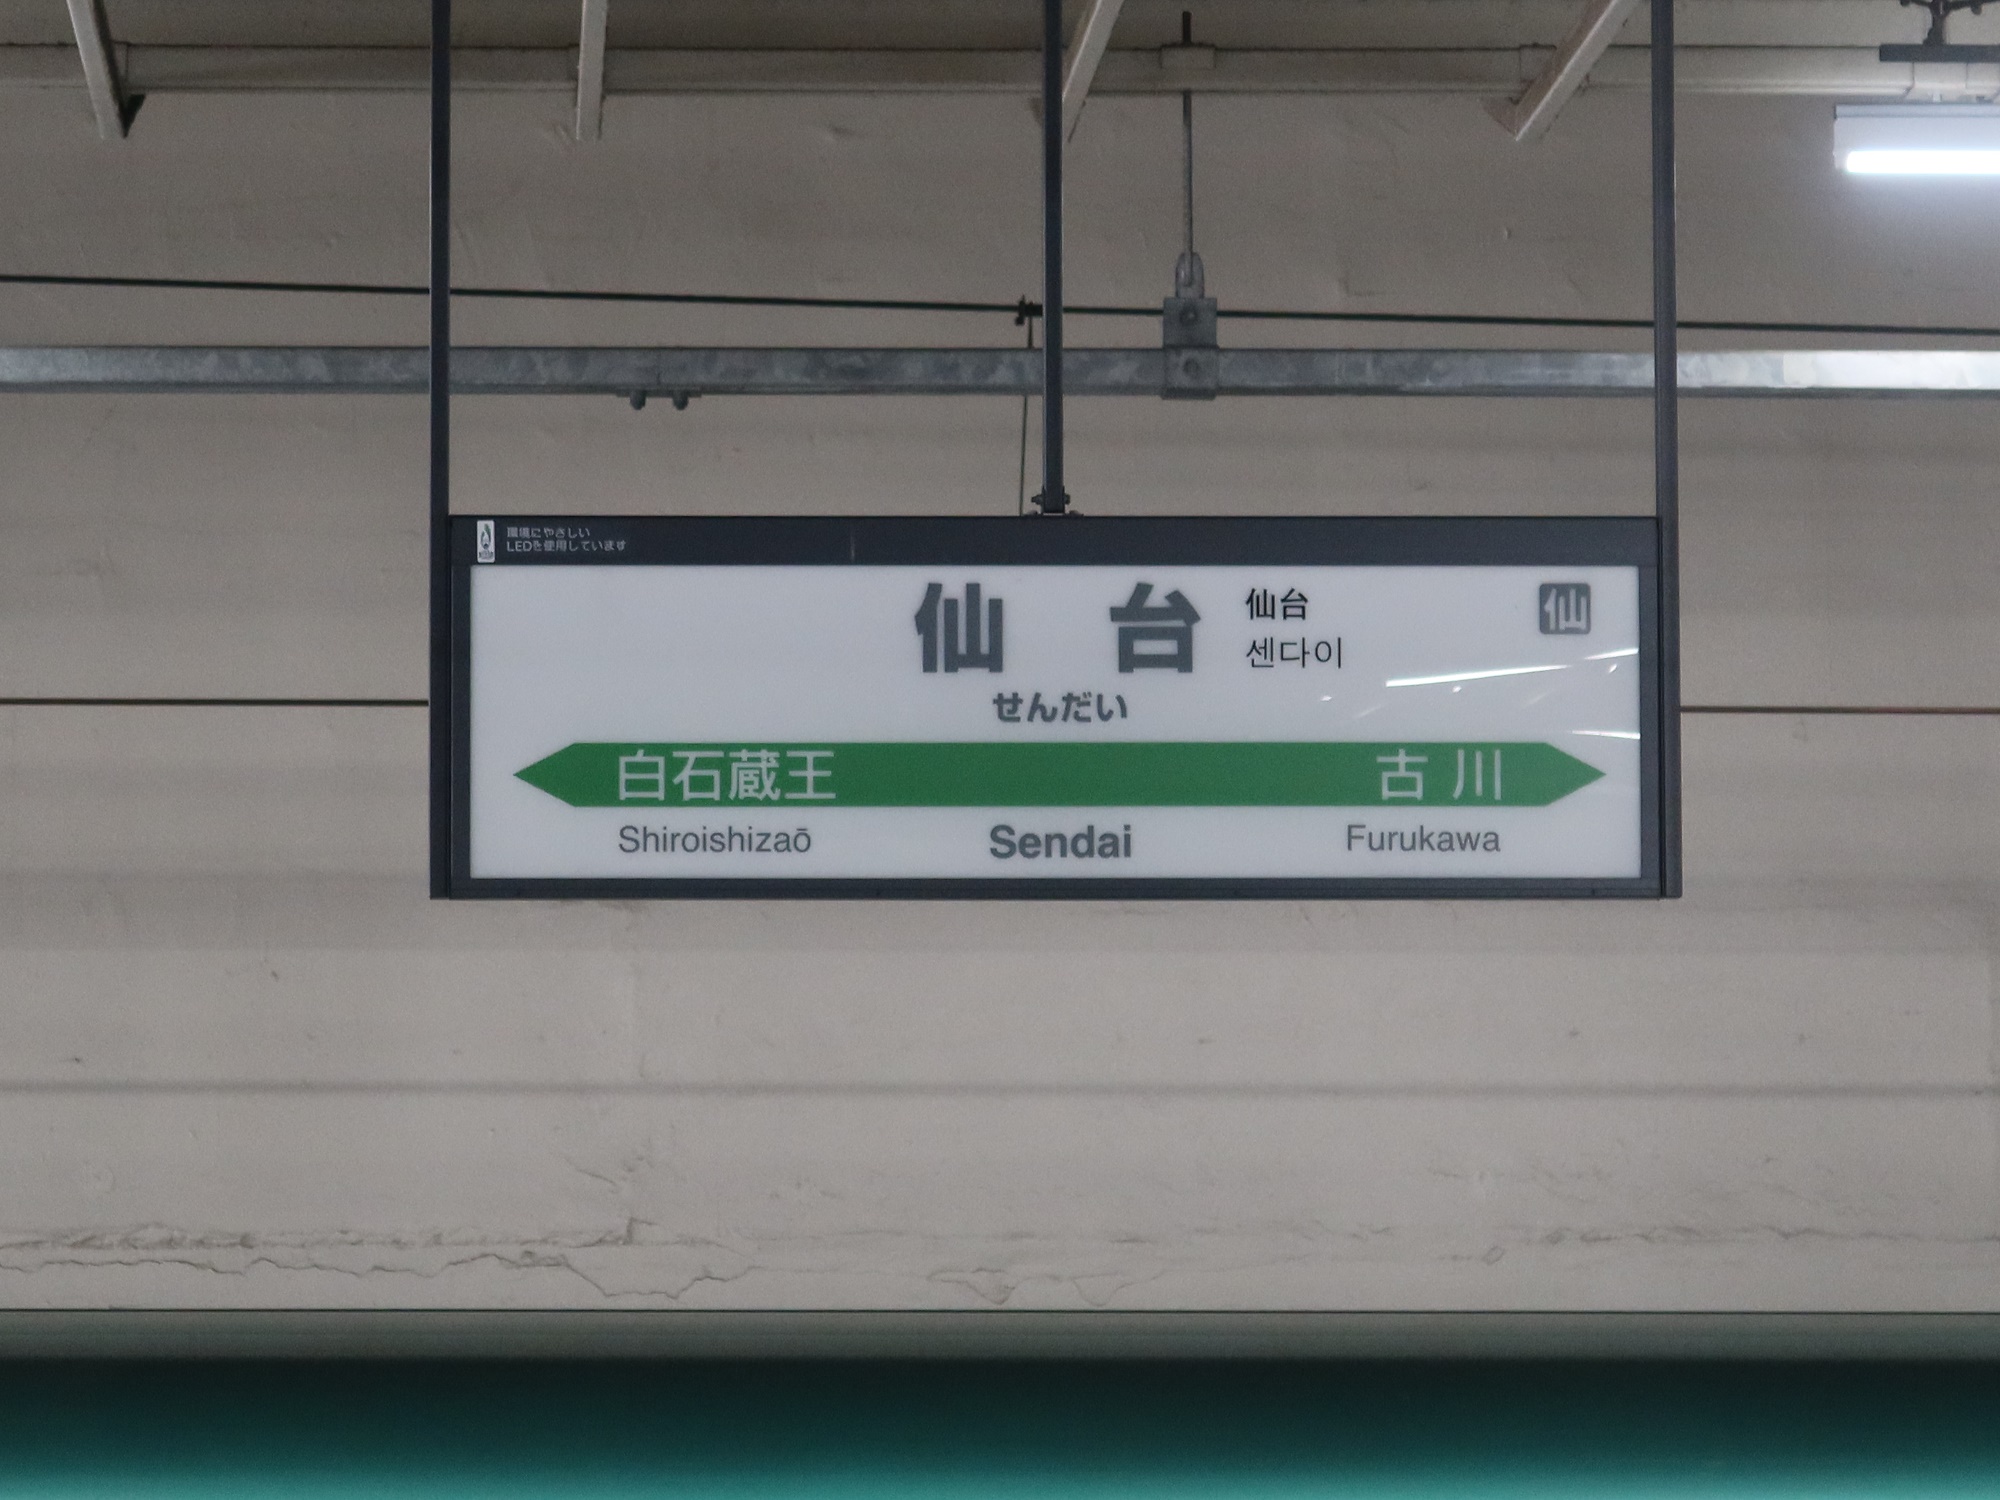 環境にやさしい
LEDを使用しています
仙台
仙台
센다이
仙
せんだい
白石蔵王 古川
Shiroishizaō Sendai Furukawa